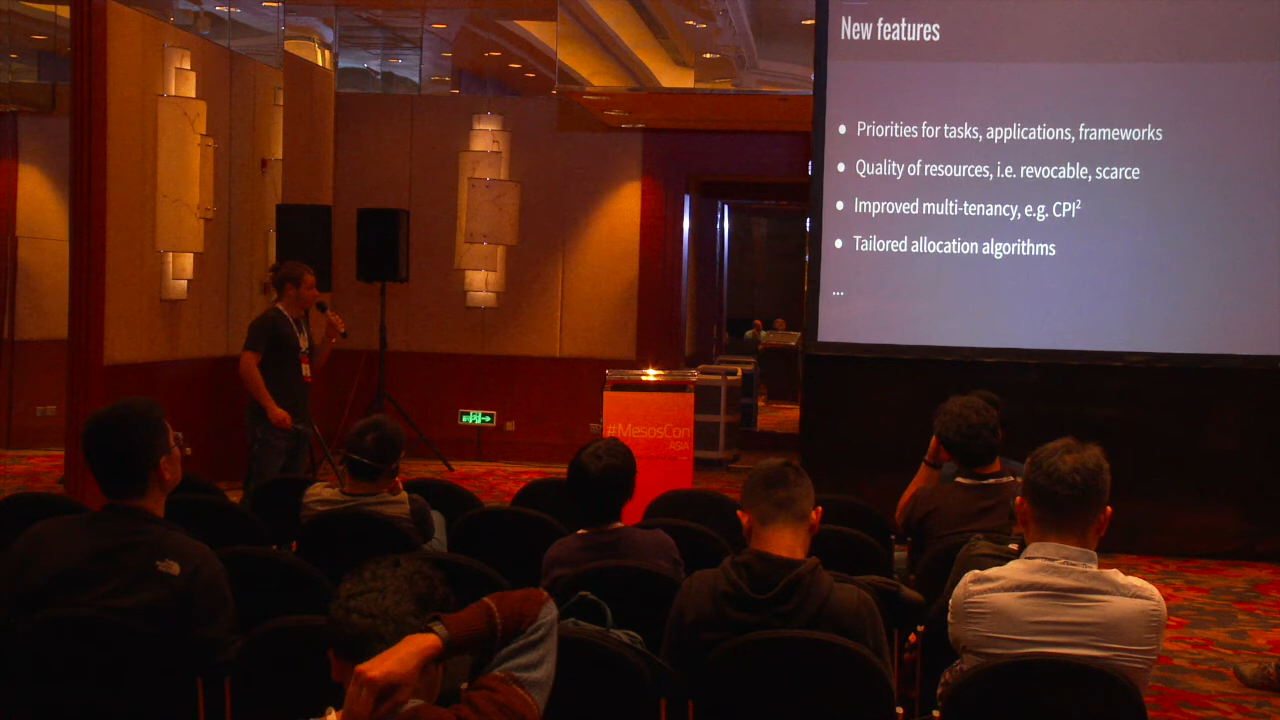 New features
• Priorities for tasks, applications, frameworks
• Quality of resources, i.e. revocable, scarce
• Improved multi-tenancy, e.g. CPI²
• Tailored allocation algorithms
...
#MesosCon
ASIA